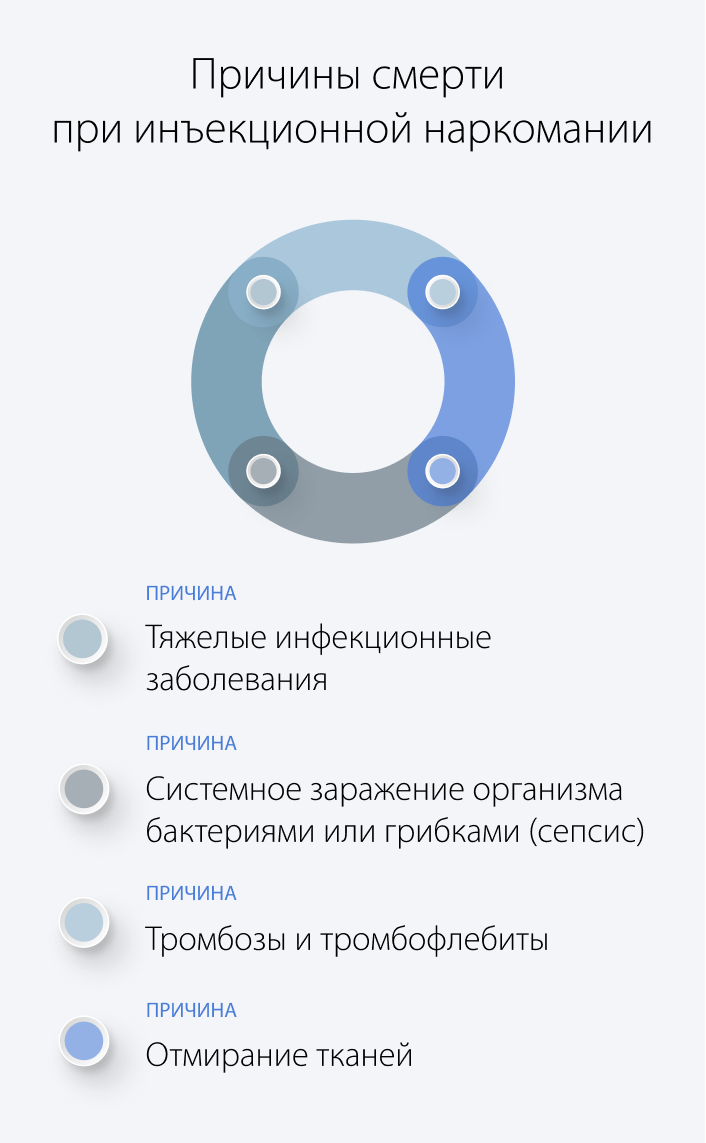 Причины смерти
при инъекционной наркомании
ПРИЧИНА
Тяжелые инфекционные
заболевания
ПРИЧИНА
Системное заражение организма
бактериями или грибками (сепсис)
ПРИЧИНА
Тромбозы и тромбофлебиты
ПРИЧИНА
Отмирание тканей